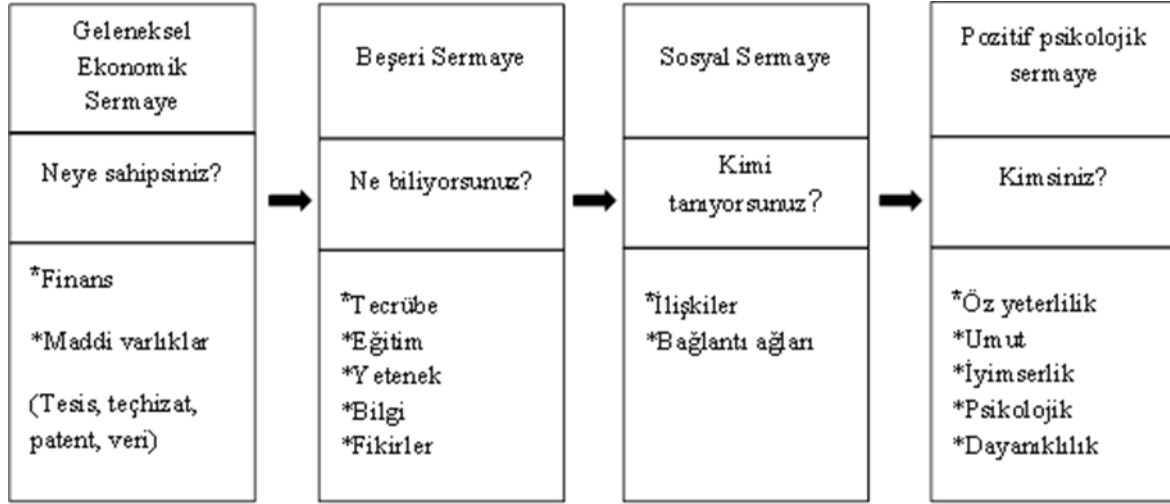 Geleneksel
Ekonomik
Sermaye
Neye sahipsiniz?
*Finans
*Maddi varlıklar
(Tesis, teçhizat,
patent, veri)
Beşeri Sermaye
Ne biliyorsunuz?
*Tecrübe
*Eğitim
*Yetenek
*Bilgi
*Fikirler
Sosyal Sermaye
Kimi
tanıyorsunuz?
*İlişkiler
*Bağlantı ağları
Pozitif psikolojik
sermaye
Kimsiniz?
*Öz yeterlilik
*Umut
*İyimserlik
*Psikolojik
*Dayanıklılık